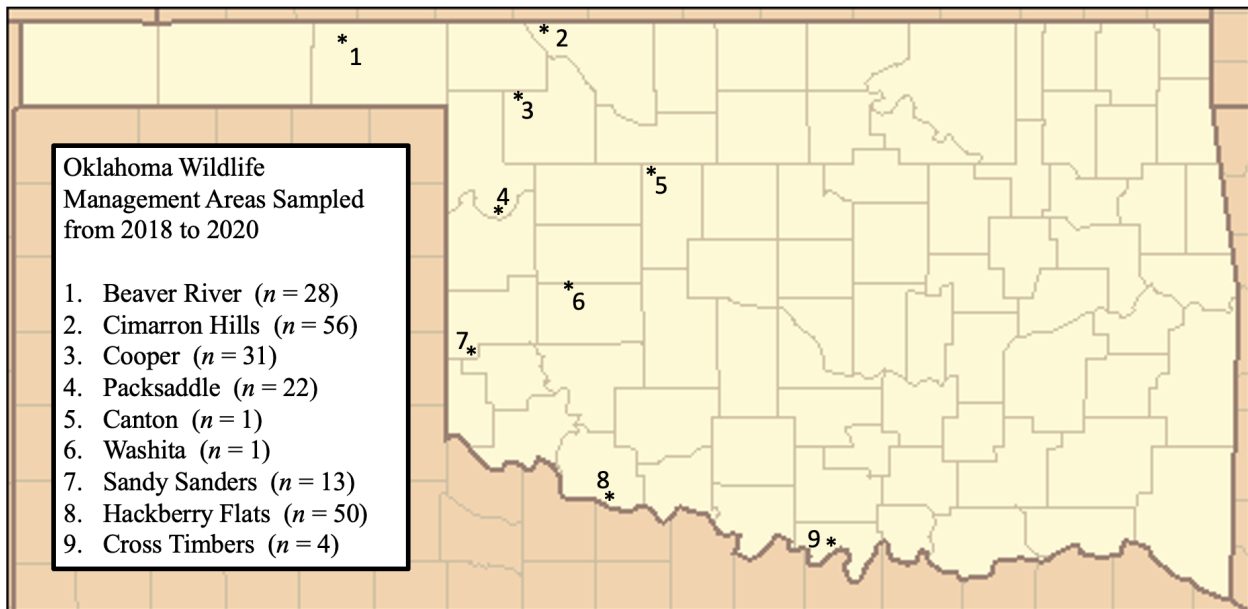 Oklahoma Wildlife
Management Areas Sampled
from 2018 to 2020
1. Beaver River (n = 28)
2. Cimarron Hills (n = 56)
3. Cooper (n = 31)
4. Packsaddle (n = 22)
5. Canton (n = 1)
6. Washita (n = 1)
7. Sandy Sanders (n = 13)
8. Hackberry Flats (n = 50)
9. Cross Timbers (n = 4)
* 1
* 2
* 3
4 *
* 5
* 6
7 *
8 *
9 *